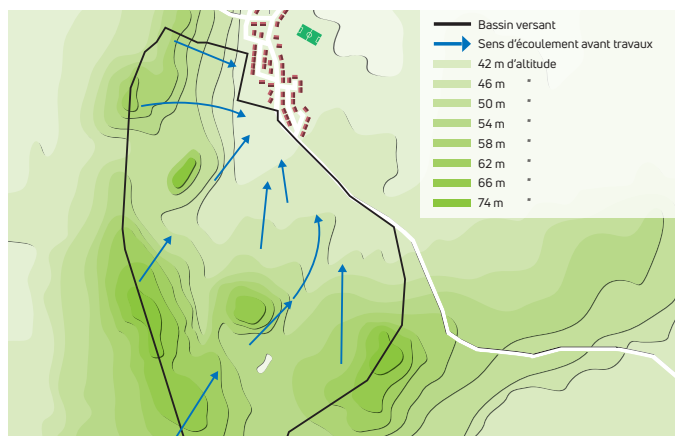 Bassin versant
Sens d'écoulement avant travaux
42 m d'altitude
46 m "
50 m "
54 m "
58 m "
62 m "
66 m "
74 m "